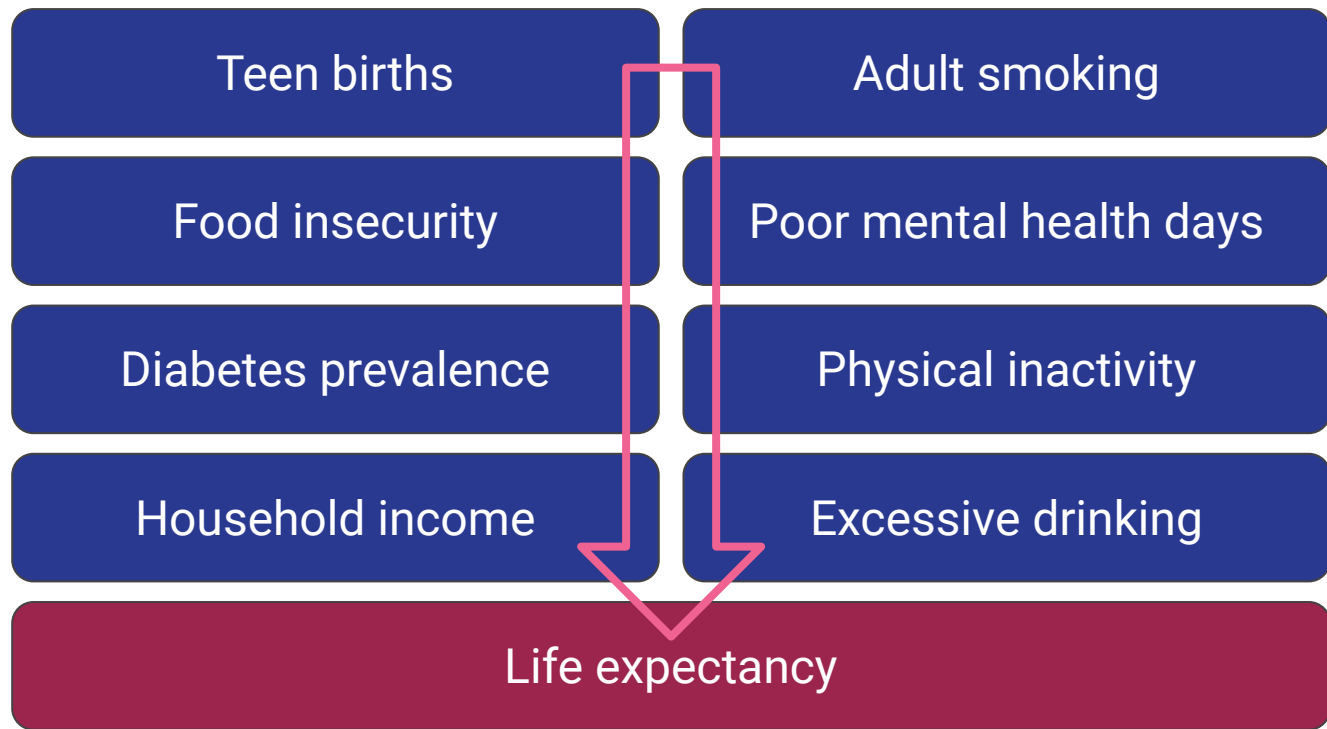 Teen births
Adult smoking
Food insecurity
Poor mental health days
Diabetes prevalence
Physical inactivity
Household income
Excessive drinking
Life expectancy